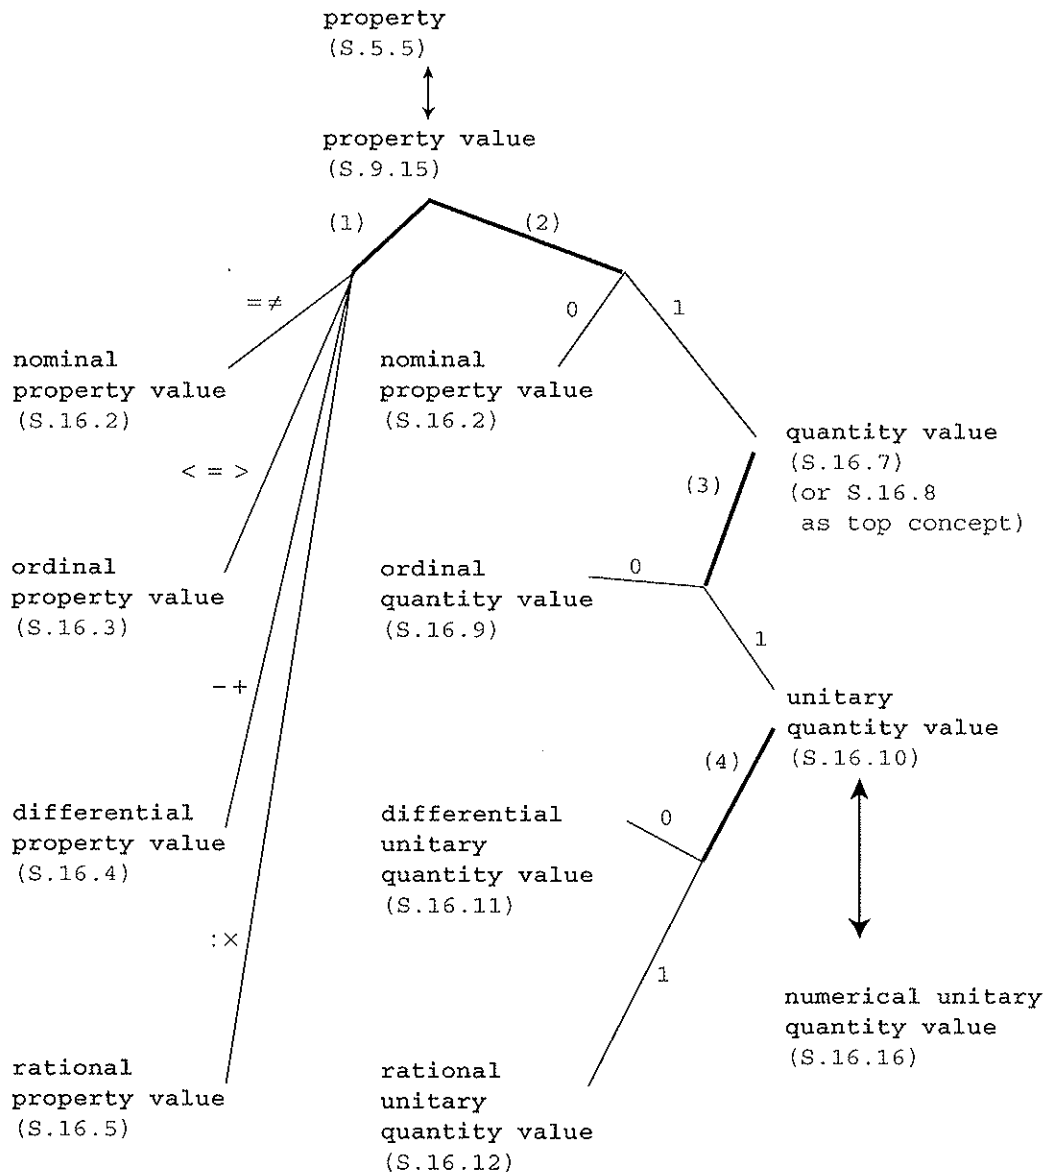 property
(S.5.5)
property value
(S.9.15)
(1)
(2)
=≠
0
1
nominal
property value
(S.16.2)
nominal
property value
(S.16.2)
quantity value
(S.16.7)
(or S.16.8
as top concept)
< = >
(3)
ordinal
property value
(S.16.3)
ordinal
quantity value
(S.16.9)
0
1
-+
unitary
quantity value
(S.16.10)
(4)
differential
property value
(S.16.4)
differential
unitary
quantity value
(S.16.11)
0
:×
1
numerical unitary
quantity value
(S.16.16)
rational
property value
(S.16.5)
rational
unitary
quantity value
(S.16.12)